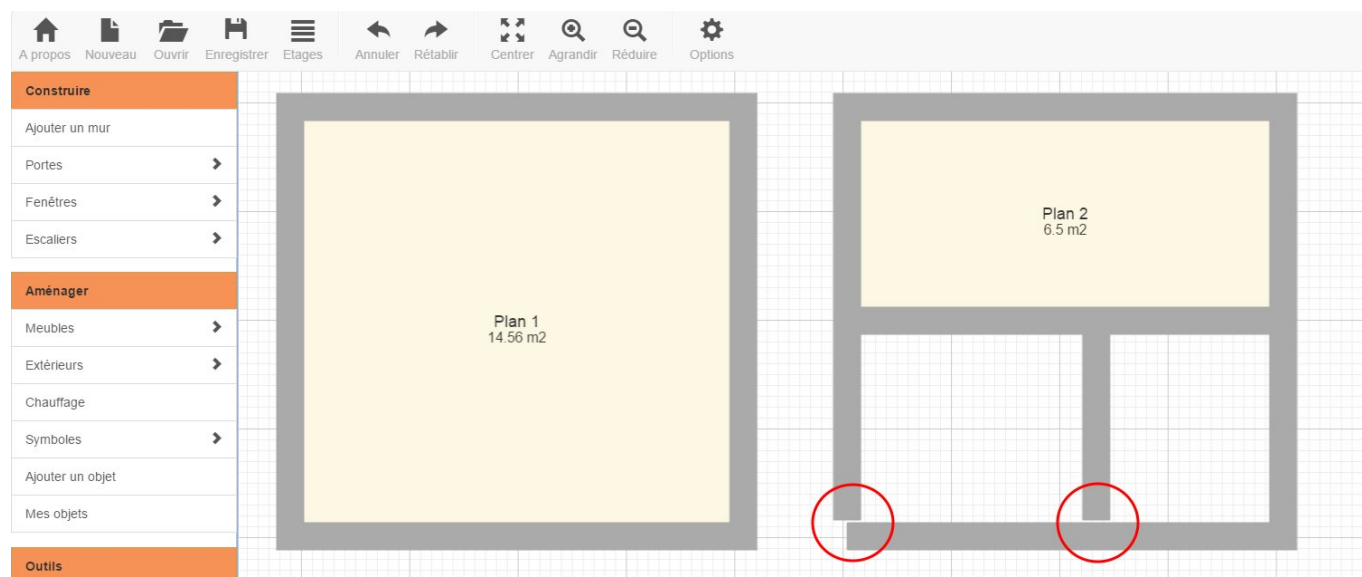 A propos Nouveau Ouvrir Enregistrer Etages Annuler Rétablir Centrer Agrandir Réduire Options
Construire
Ajouter un mur
Portes
Fenêtres
Escaliers
Aménager
Meubles
Extérieurs
Chauffage
Symboles
Ajouter un objet
Mes objets
Outils
Plan 1
14.56 m2
Plan 2
6.5 m2